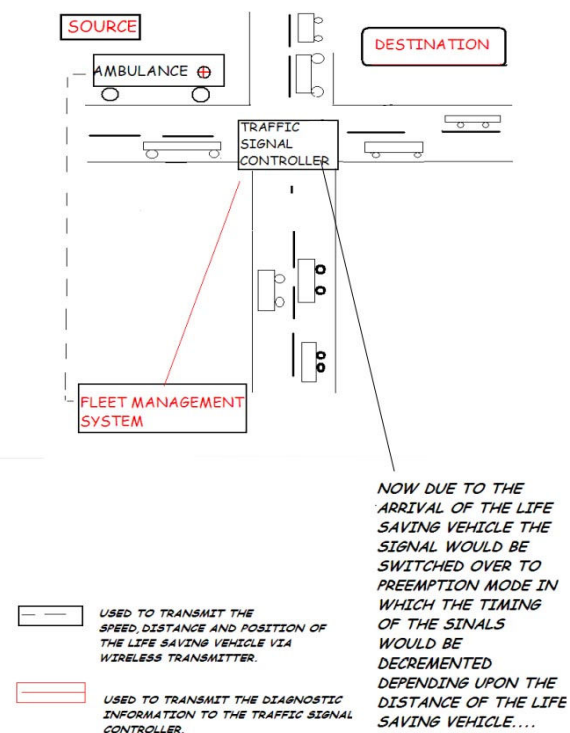 SOURCE
DESTINATION
AMBULANCE
TRAFFIC
SIGNAL
CONTROLLER
FLEET MANAGEMENT
SYSTEM
NOW DUE TO THE
ARRIVAL OF THE LIFE
SAVING VEHICLE THE
SIGNAL WOULD BE
SWITCHED OVER TO
PREEMPTION MODE IN
WHICH THE TIMING
OF THE SINALS
WOULD BE
DECREMENTED
DEPENDING UPON THE
DISTANCE OF THE LIFE
SAVING VEHICLE....
USED TO TRANSMIT THE
SPEED,DISTANCE AND POSITION OF
THE LIFE SAVING VEHICLE VIA
WIRELESS TRANSMITTER.
USED TO TRANSMIT THE DIAGNOSTIC
INFORMATION TO THE TRAFFIC SIGNAL
CONTROLLER.